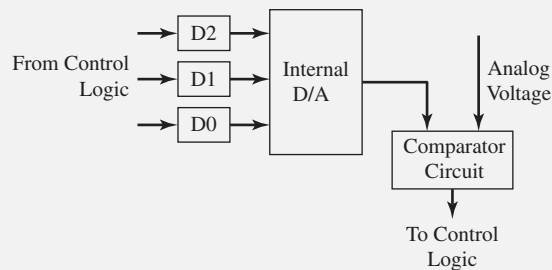 D2
From Control
Logic
D1
D0
Internal
D/A
Analog
Voltage
Comparator
Circuit
To Control
Logic